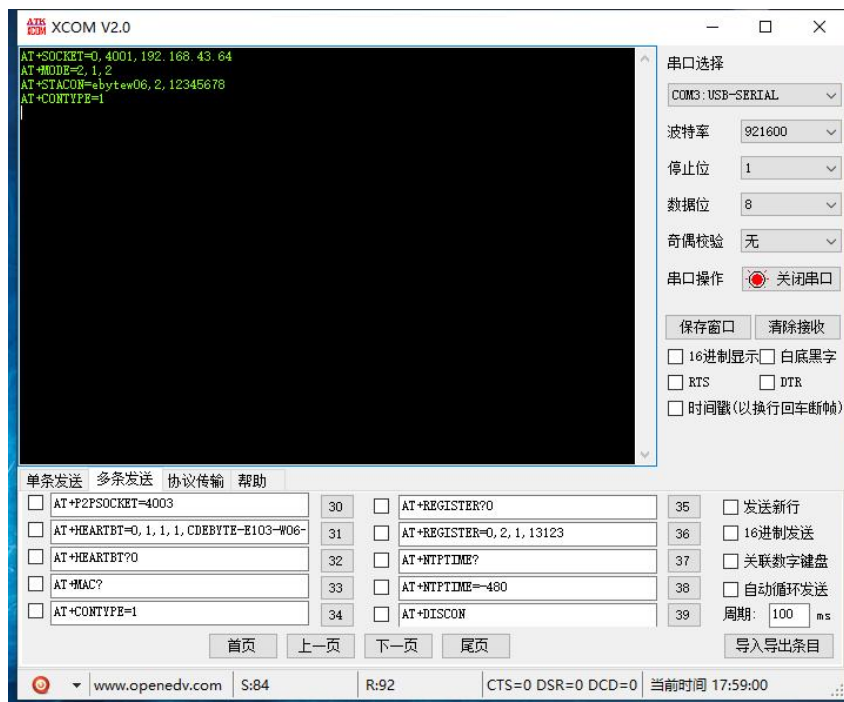 ATK XCOM XCOM V2.0
AT+SOCKET=0,4001,192.168.43.64
AT+MODE=2,1,2
AT+STACON=ebytew06,2,12345678
AT+CONTYPE=1
串口选择
COM3:USB-SERIAL
波特率 921600
停止位 1
数据位 8
奇偶校验 无
串口操作 关闭串口
保存窗口 清除接收
16进制显示 白底黑字
RTS DTR
时间戳(以换行回车断帧)
单条发送 多条发送 协议传输 帮助
AT+P2PSOCKET=4003 30 AT+REGISTER?0 35 发送新行
AT+HEARTBT=0,1,1,1,CDEBYTE-E103-W06- 31 AT+REGISTER=0,2,1,13123 36 16进制发送
AT+HEARTBT?0 32 AT+NTPTIME? 37 关联数字键盘
AT+MAC? 33 AT+NTPTIME=-480 38 自动循环发送
AT+CONTYPE=1 34 AT+DISCON 39 周期: 100 ms
首页 上一页 下一页 尾页 导入导出条目
www.openedv.com S:84 R:92 CTS=0 DSR=0 DCD=0 当前时间 17:59:00